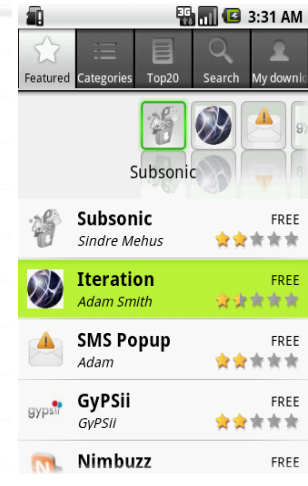 3G 3:31 AM
Featured Categories Top20 Search My downlo
Subsonic
Subsonic FREE
Sindre Mehus
Iteration FREE
Adam Smith
SMS Popup FREE
Adam
gypsii GyPSii FREE
GyPSii
Nimbuzz FREE